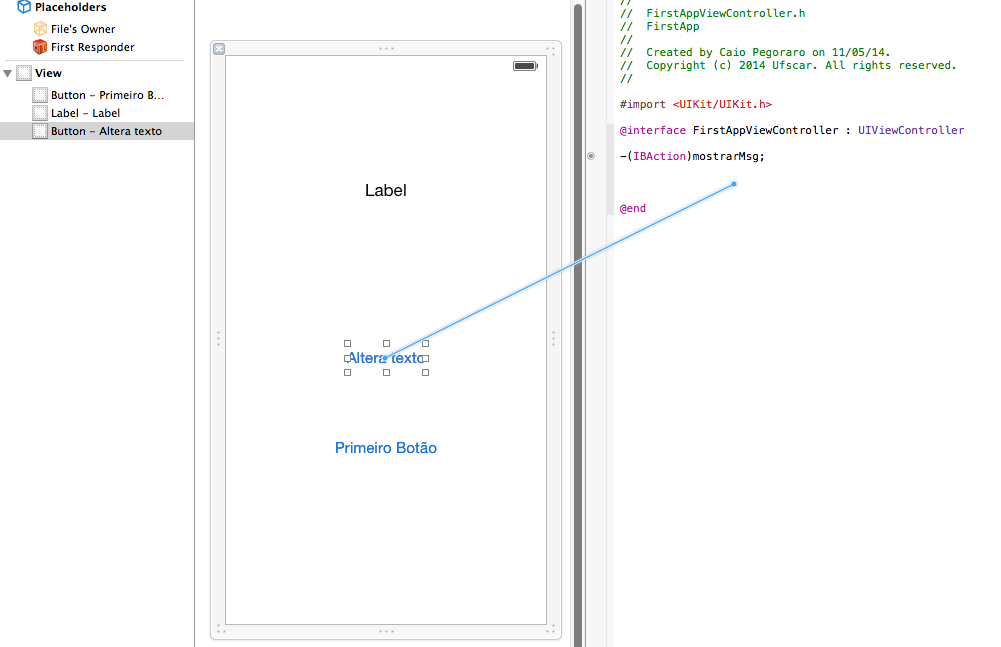 Placeholders
File's Owner
First Responder
View
Button – Primeiro B...
Label – Label
Button – Altera texto
Label
Altera texto
Primeiro Botão
//
//  FirstAppViewController.h
//  FirstApp
//
//  Created by Caio Pegoraro on 11/05/14.
//  Copyright (c) 2014 Ufscar. All rights reserved.
//
#import <UIKit/UIKit.h>
@interface FirstAppViewController : UIViewController
-(IBAction)mostrarMsg;
@end